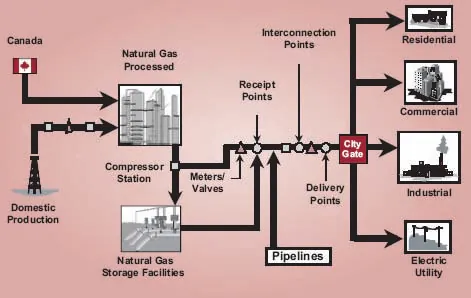 Canada
Natural Gas
Processed
Interconnection
Points
Residential
Receipt
Points
Commercial
City
Gate
Compressor
Station
Meters/
Valves
Delivery
Points
Industrial
Domestic
Production
Natural Gas
Storage Facilities
Pipelines
Electric
Utility